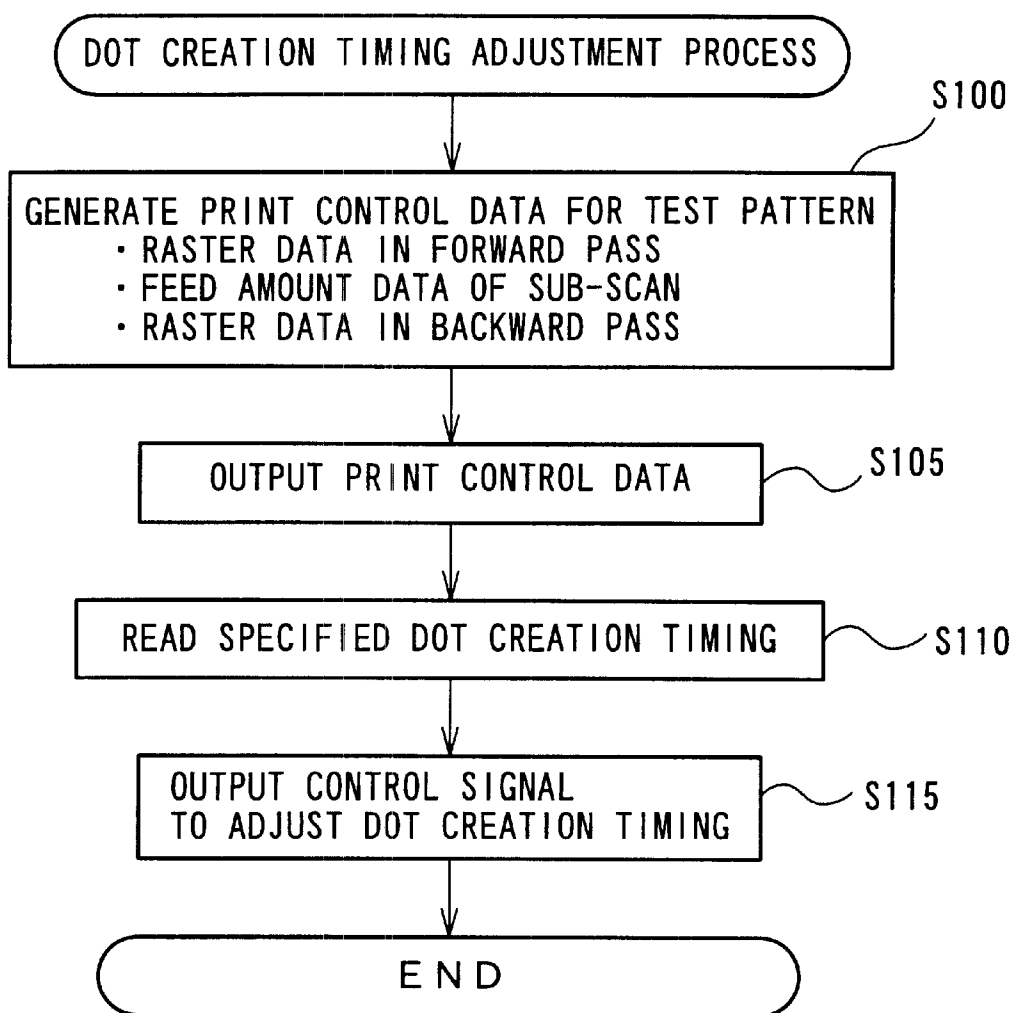 DOT CREATION TIMING ADJUSTMENT PROCESS
S100
GENERATE PRINT CONTROL DATA FOR TEST PATTERN
・RASTER DATA IN FORWARD PASS
・FEED AMOUNT DATA OF SUB-SCAN
・RASTER DATA IN BACKWARD PASS
OUTPUT PRINT CONTROL DATA
S105
READ SPECIFIED DOT CREATION TIMING
S110
OUTPUT CONTROL SIGNAL
TO ADJUST DOT CREATION TIMING
S115
END